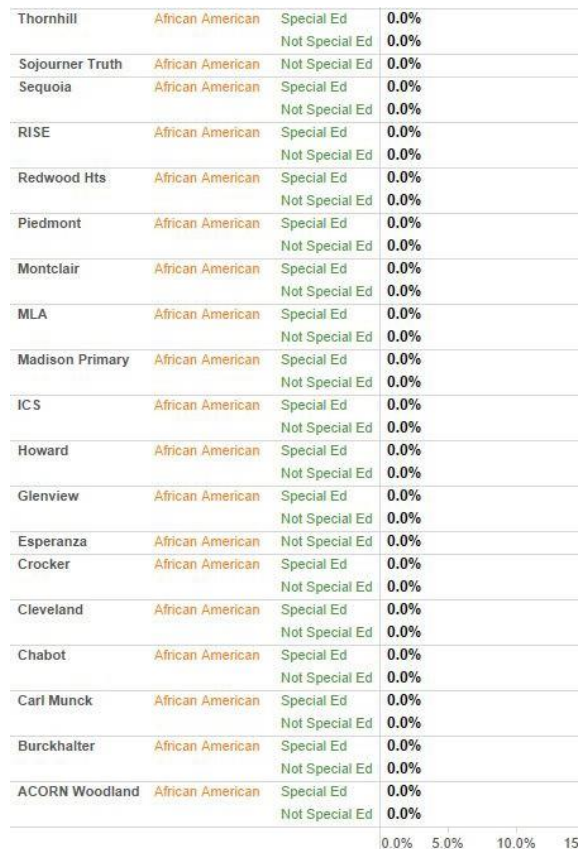 Thornhill African American Special Ed 0.0%
Not Special Ed 0.0%
Sojourner Truth African American Not Special Ed 0.0%
Sequoia African American Special Ed 0.0%
Not Special Ed 0.0%
RISE African American Special Ed 0.0%
Not Special Ed 0.0%
Redwood Hts African American Special Ed 0.0%
Not Special Ed 0.0%
Piedmont African American Special Ed 0.0%
Not Special Ed 0.0%
Montclair African American Special Ed 0.0%
Not Special Ed 0.0%
MLA African American Special Ed 0.0%
Not Special Ed 0.0%
Madison Primary African American Special Ed 0.0%
Not Special Ed 0.0%
ICS African American Special Ed 0.0%
Not Special Ed 0.0%
Howard African American Special Ed 0.0%
Not Special Ed 0.0%
Glenview African American Special Ed 0.0%
Not Special Ed 0.0%
Esperanza African American Not Special Ed 0.0%
Crocker African American Special Ed 0.0%
Not Special Ed 0.0%
Cleveland African American Special Ed 0.0%
Not Special Ed 0.0%
Chabot African American Special Ed 0.0%
Not Special Ed 0.0%
Carl Munck African American Special Ed 0.0%
Not Special Ed 0.0%
Burckhalter African American Special Ed 0.0%
Not Special Ed 0.0%
ACORN Woodland African American Special Ed 0.0%
Not Special Ed 0.0%
0.0% 5.0% 10.0% 15